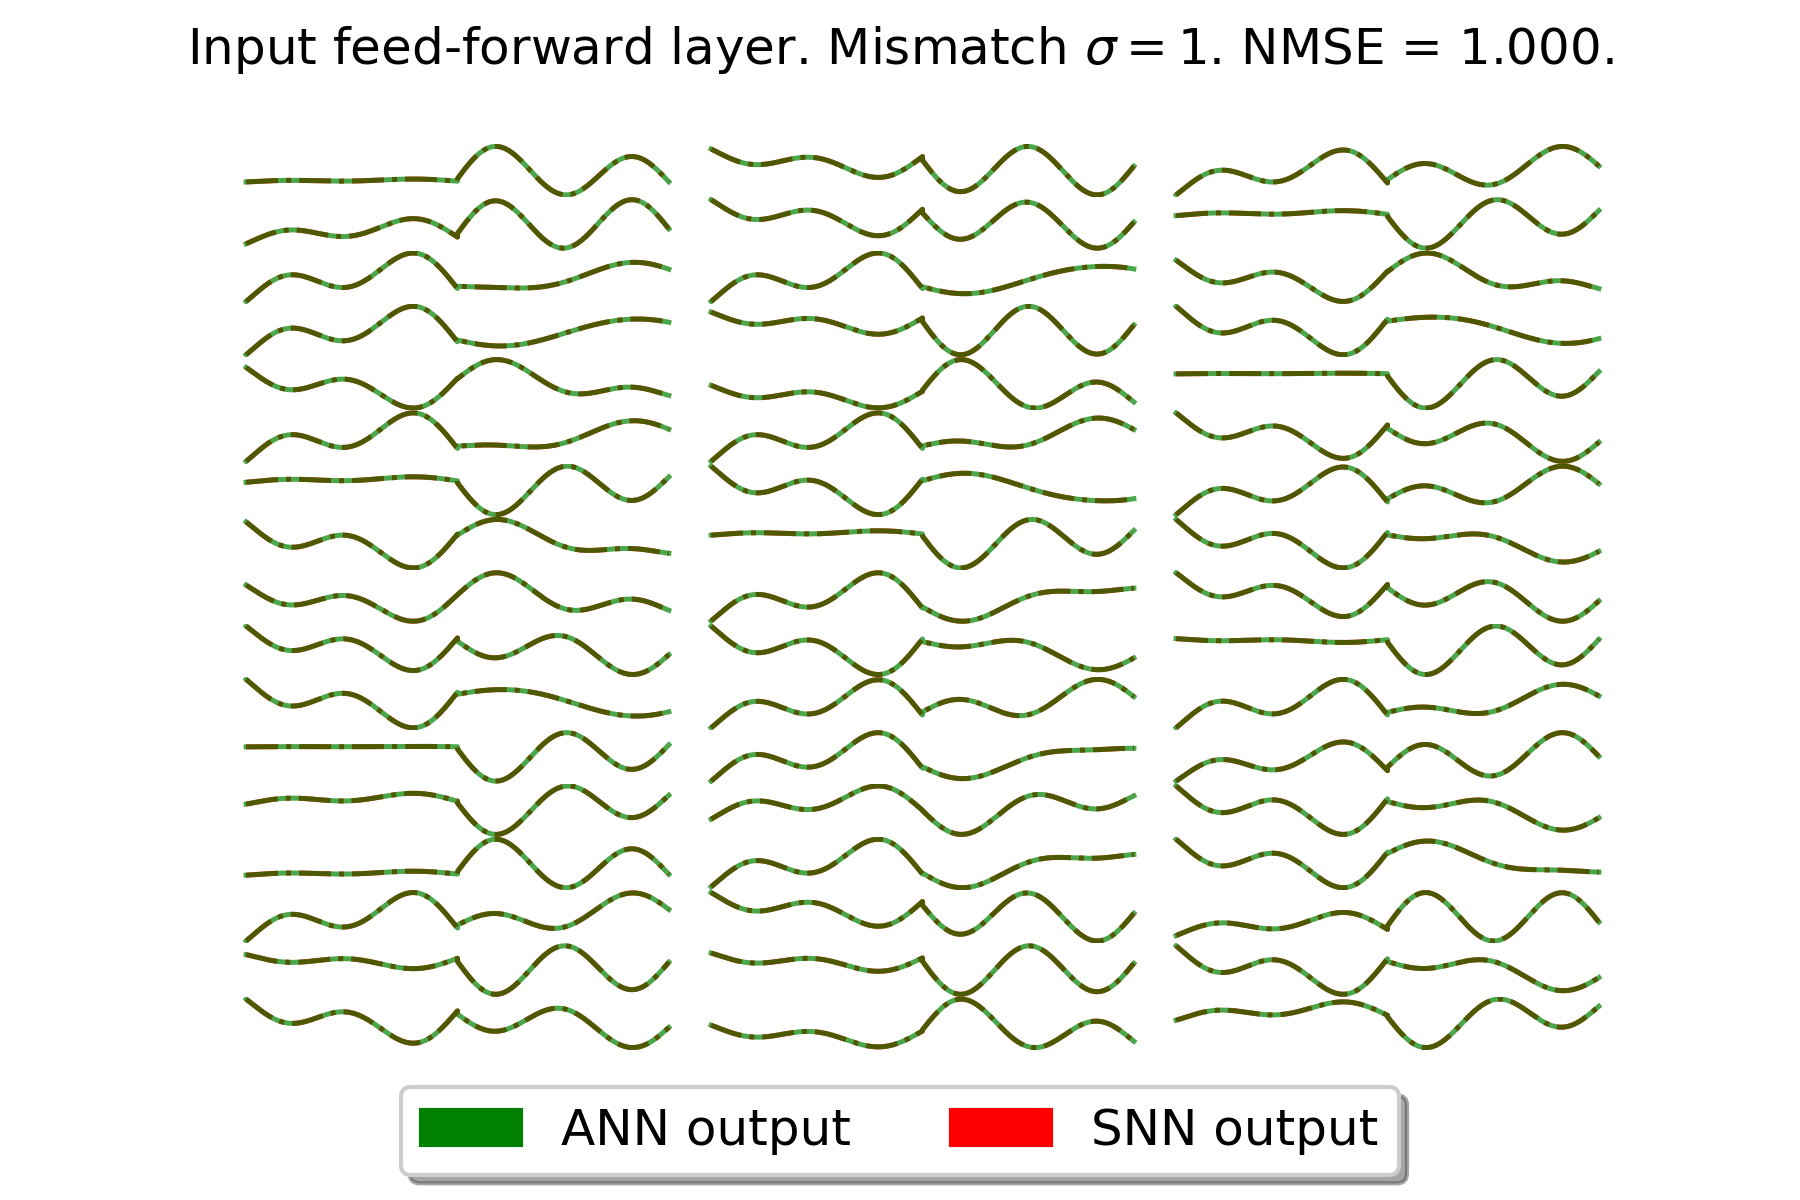 Input feed-forward layer. Mismatch σ = 1. NMSE = 1.000.
ANN output
SNN output